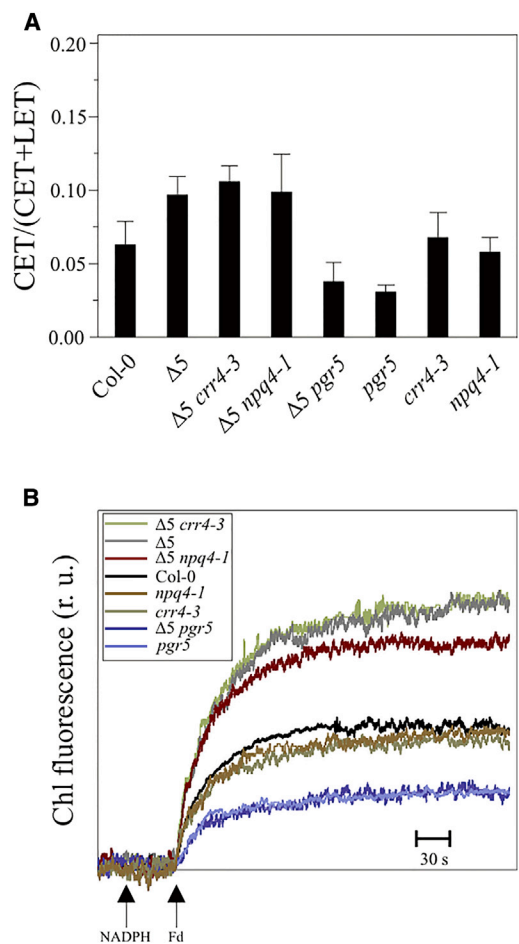 A
CET/(CET+LET)
0.20
0.15
0.10
0.05
0.00
Col-0
Δ5
Δ5 crr4-3
Δ5 npq4-1
Δ5 pgr5
pgr5
crr4-3
npq4-1
B
Chl fluorescence (r. u.)
Δ5 crr4-3
Δ5
Δ5 npq4-1
Col-0
npq4-1
crr4-3
Δ5 pgr5
pgr5
30 s
NADPH
Fd